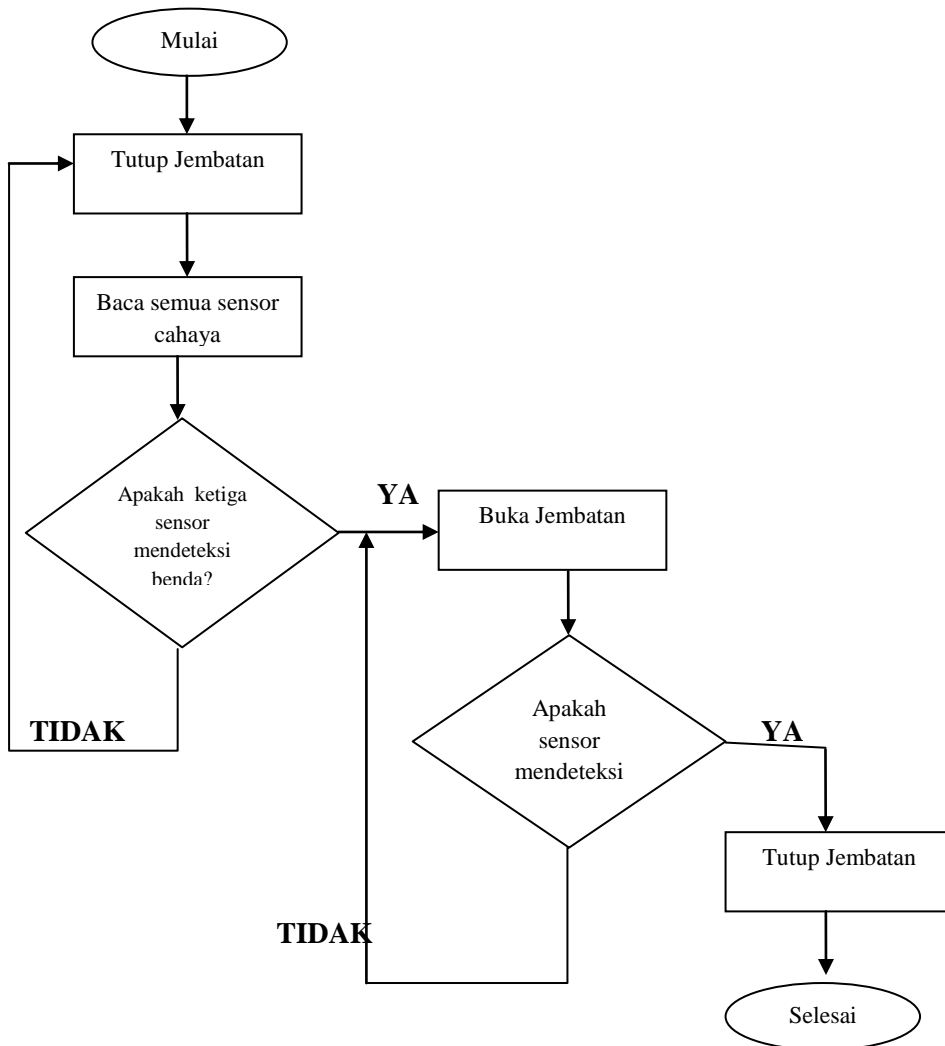 Mulai
Tutup Jembatan
Baca semua sensor
cahaya
Apakah ketiga
sensor
mendeteksi
benda?
YA
Buka Jembatan
TIDAK
Apakah
sensor
mendeteksi
YA
Tutup Jembatan
TIDAK
Selesai